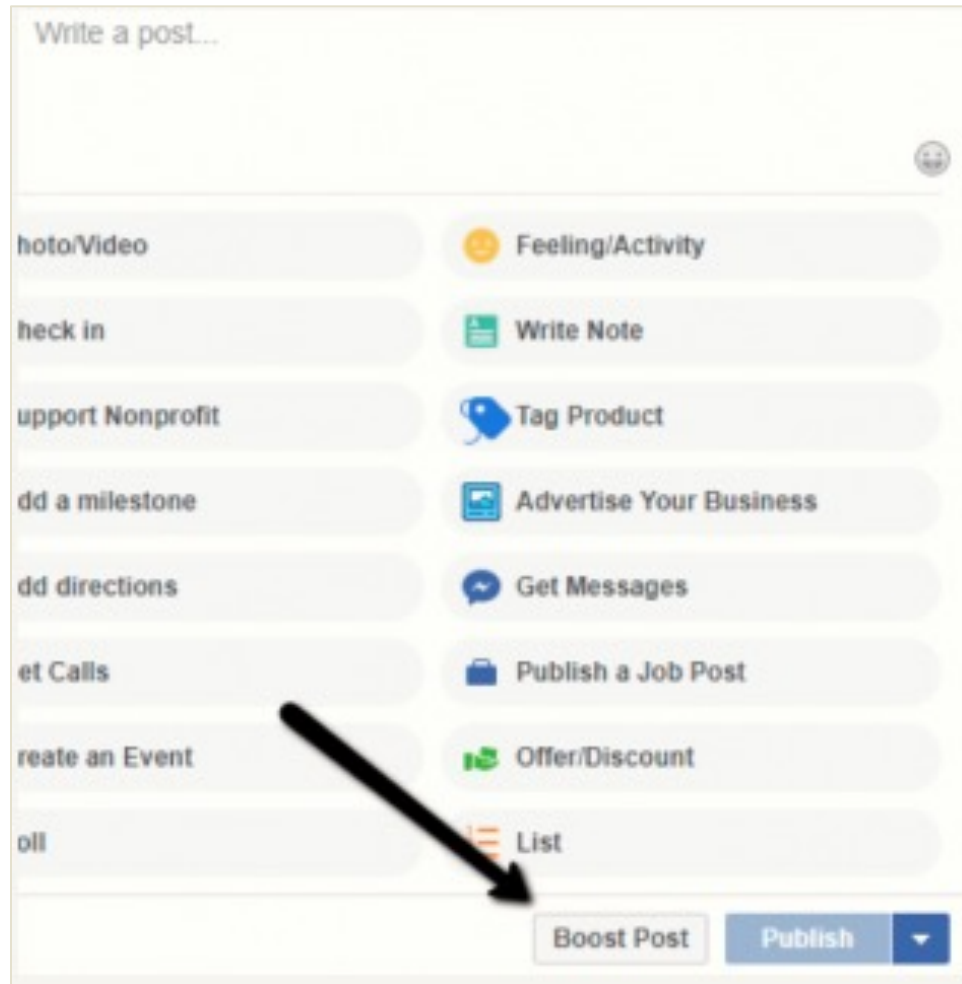 Write a post...
hoto/Video
Feeling/Activity
heck in
Write Note
upport Nonprofit
Tag Product
dd a milestone
Advertise Your Business
dd directions
Get Messages
et Calls
Publish a Job Post
reate an Event
Offer/Discount
oll
List
Boost Post
Publish